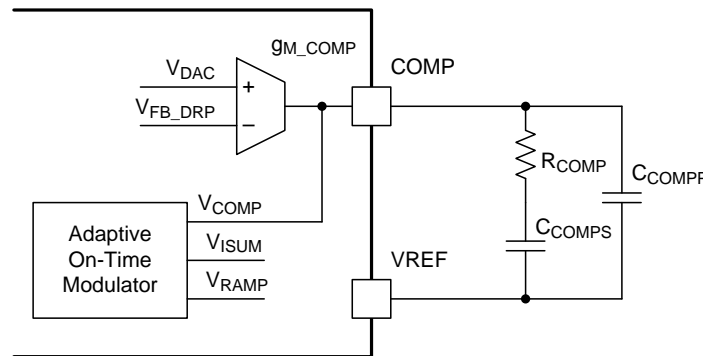 gM_COMP
COMP
VDAC
+
VFB_DRP
−
RCOMP
CCOMPP
VCOMP
CCOMPS
Adaptive
On-Time
Modulator
VISUM
VREF
VRAMP